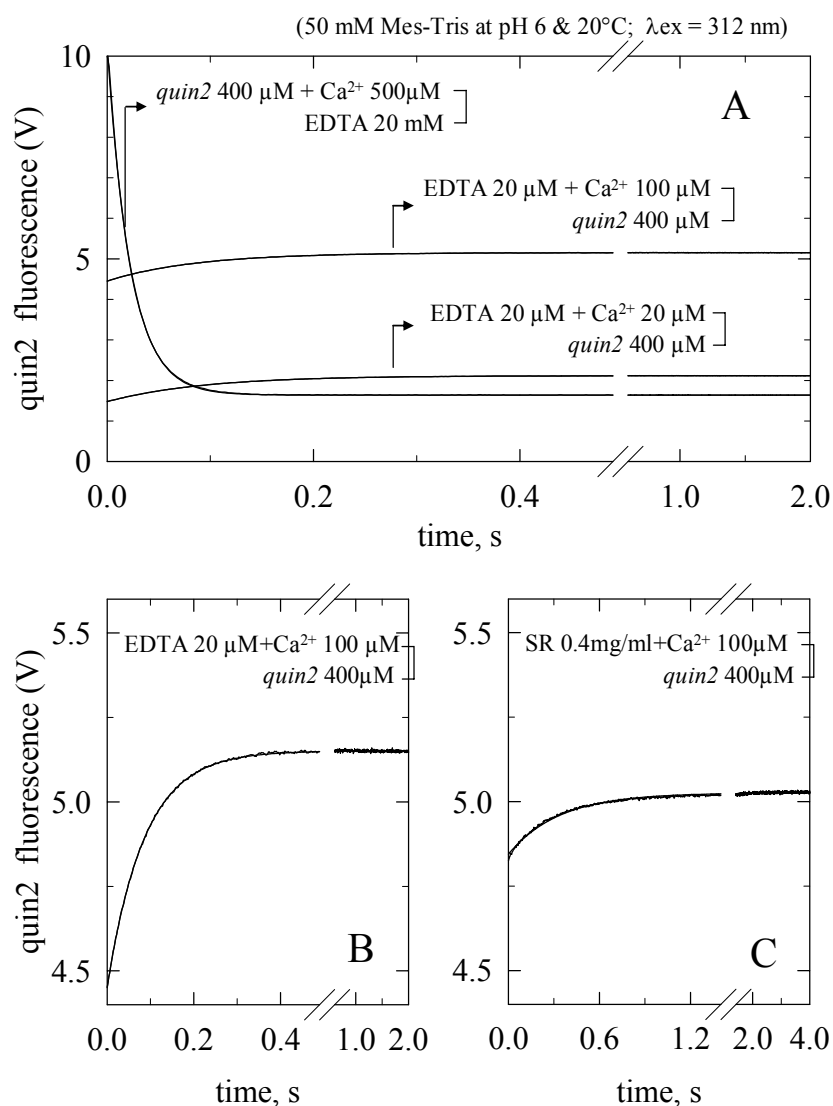 (50 mM Mes-Tris at pH 6 & 20°C; λex = 312 nm)
10
5
0
quin2 fluorescence (V)
quin2 400 µM + Ca²⁺ 500µM
EDTA 20 mM
A
EDTA 20 µM + Ca²⁺ 100 µM
quin2 400 µM
EDTA 20 µM + Ca²⁺ 20 µM
quin2 400 µM
0.0 0.2 0.4 1.0 2.0
time, s
5.5
5.0
4.5
quin2 fluorescence (V)
EDTA 20 µM+Ca²⁺ 100 µM
quin2 400µM
B
0.0 0.2 0.4 1.0 2.0
time, s
5.5
5.0
4.5
SR 0.4mg/ml+Ca²⁺ 100µM
quin2 400µM
C
0.0 0.6 1.2 2.0 4.0
time, s